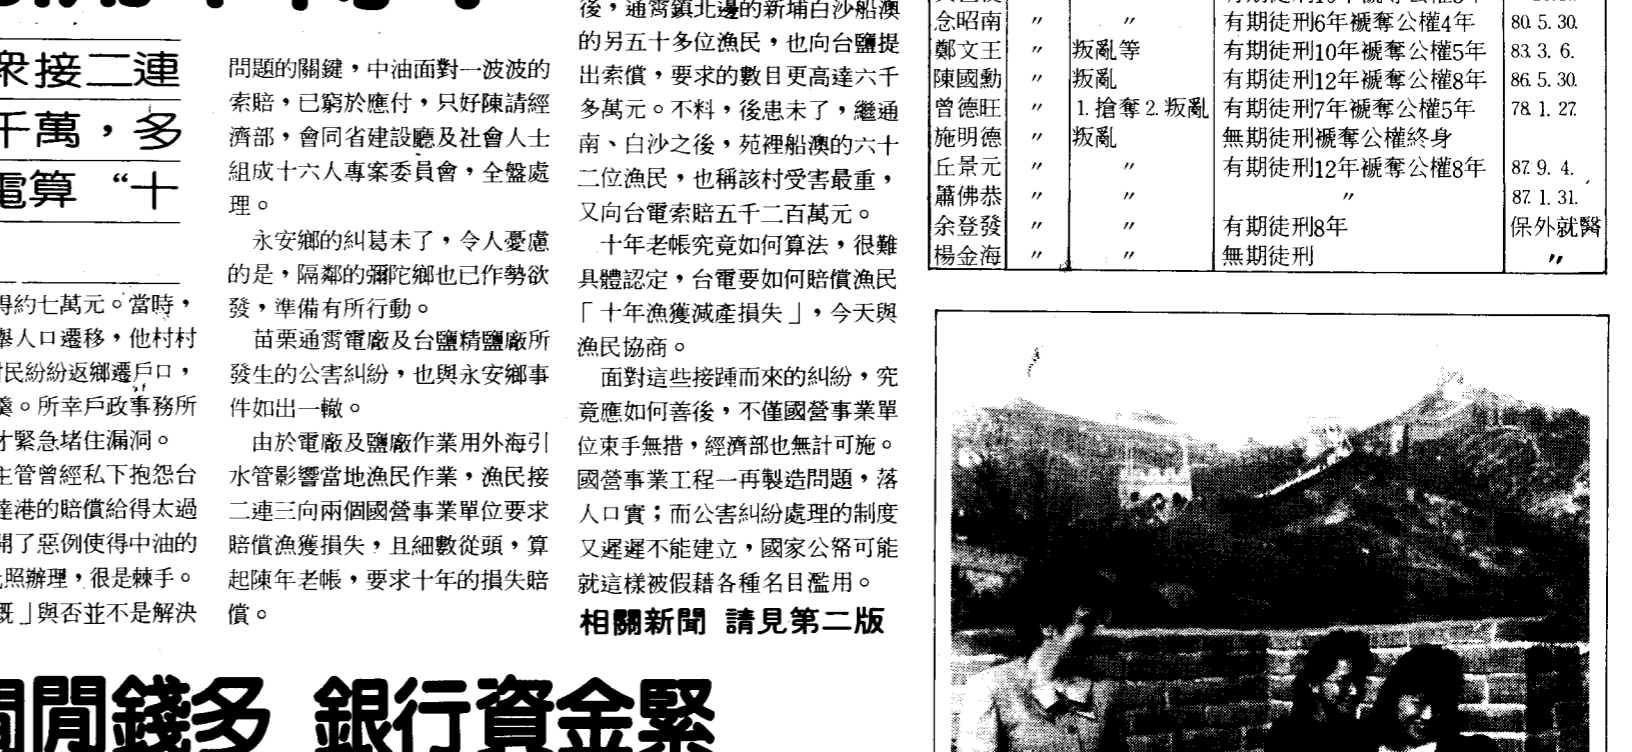 眾接二連
千萬，多
電算“十
得約七萬元。當時，
舉人口遷移，他村村
村民紛紛返鄉遷戶口，
羹。所幸戶政事務所
才緊急堵住漏洞。
主管曾經私下抱怨台
達港的賠償給得太過
開了惡例使得中油的
照辦理，很是棘手。
慨」與否並不是解決
問題的關鍵，中油面對一波波的
索賠，已窮於應付，只好陳請經
濟部，會同省建設廳及社會人士
組成十六人專案委員會，全盤處
理。
永安鄉的糾葛未了，令人憂慮
的是，隔鄰的彌陀鄉也已作勢欲
發，準備有所行動。
苗栗通霄電廠及台鹽精鹽廠所
發生的公害糾紛，也與永安鄉事
件如出一轍。
由於電廠及鹽廠作業用外海引
水管影響當地漁民作業，漁民接
二連三向兩個國營事業單位要求
賠償漁獲損失，且細數從頭，算
起陳年老帳，要求十年的損失賠
償。
後，通霄鎮北邊的新埔白沙船澳
的另五十多位漁民，也向台鹽提
出索償，要求的數目更高達六千
多萬元。不料，後患未了，繼通
南、白沙之後，苑裡船澳的六十
二位漁民，也稱該村受害最重，
又向台電索賠五千二百萬元。
十年老帳究竟如何算法，很難
具體認定，台電要如何賠償漁民
「十年漁獲減產損失」，今天與
漁民協商。
面對這些接踵而來的糾紛，究
竟應如何善後，不僅國營事業單
位束手無措，經濟部也無計可施。
國營事業工程一再製造問題，落
人口實；而公害糾紛處理的制度
又遲遲不能建立，國家公帑可能
就這樣被假藉各種名目濫用。
相關新聞 請見第二版
間閒錢多 銀行資金緊
念昭南 〃 〃 有期徒刑6年褫奪公權4年 80. 5. 30.
鄭文王 〃 叛亂等 有期徒刑10年褫奪公權5年 83. 3. 6.
陳國勳 〃 叛亂 有期徒刑12年褫奪公權8年 86. 5. 30.
曾德旺 〃 1.搶奪2.叛亂 有期徒刑7年褫奪公權5年 78. 1. 27.
施明德 〃 叛亂 無期徒刑褫奪公權終身
丘景元 〃 〃 有期徒刑12年褫奪公權8年 87. 9. 4.
蕭佛恭 〃 〃 〃 87. 1. 31.
余登發 〃 〃 有期徒刑8年 保外就醫
楊金海 〃 〃 無期徒刑 〃